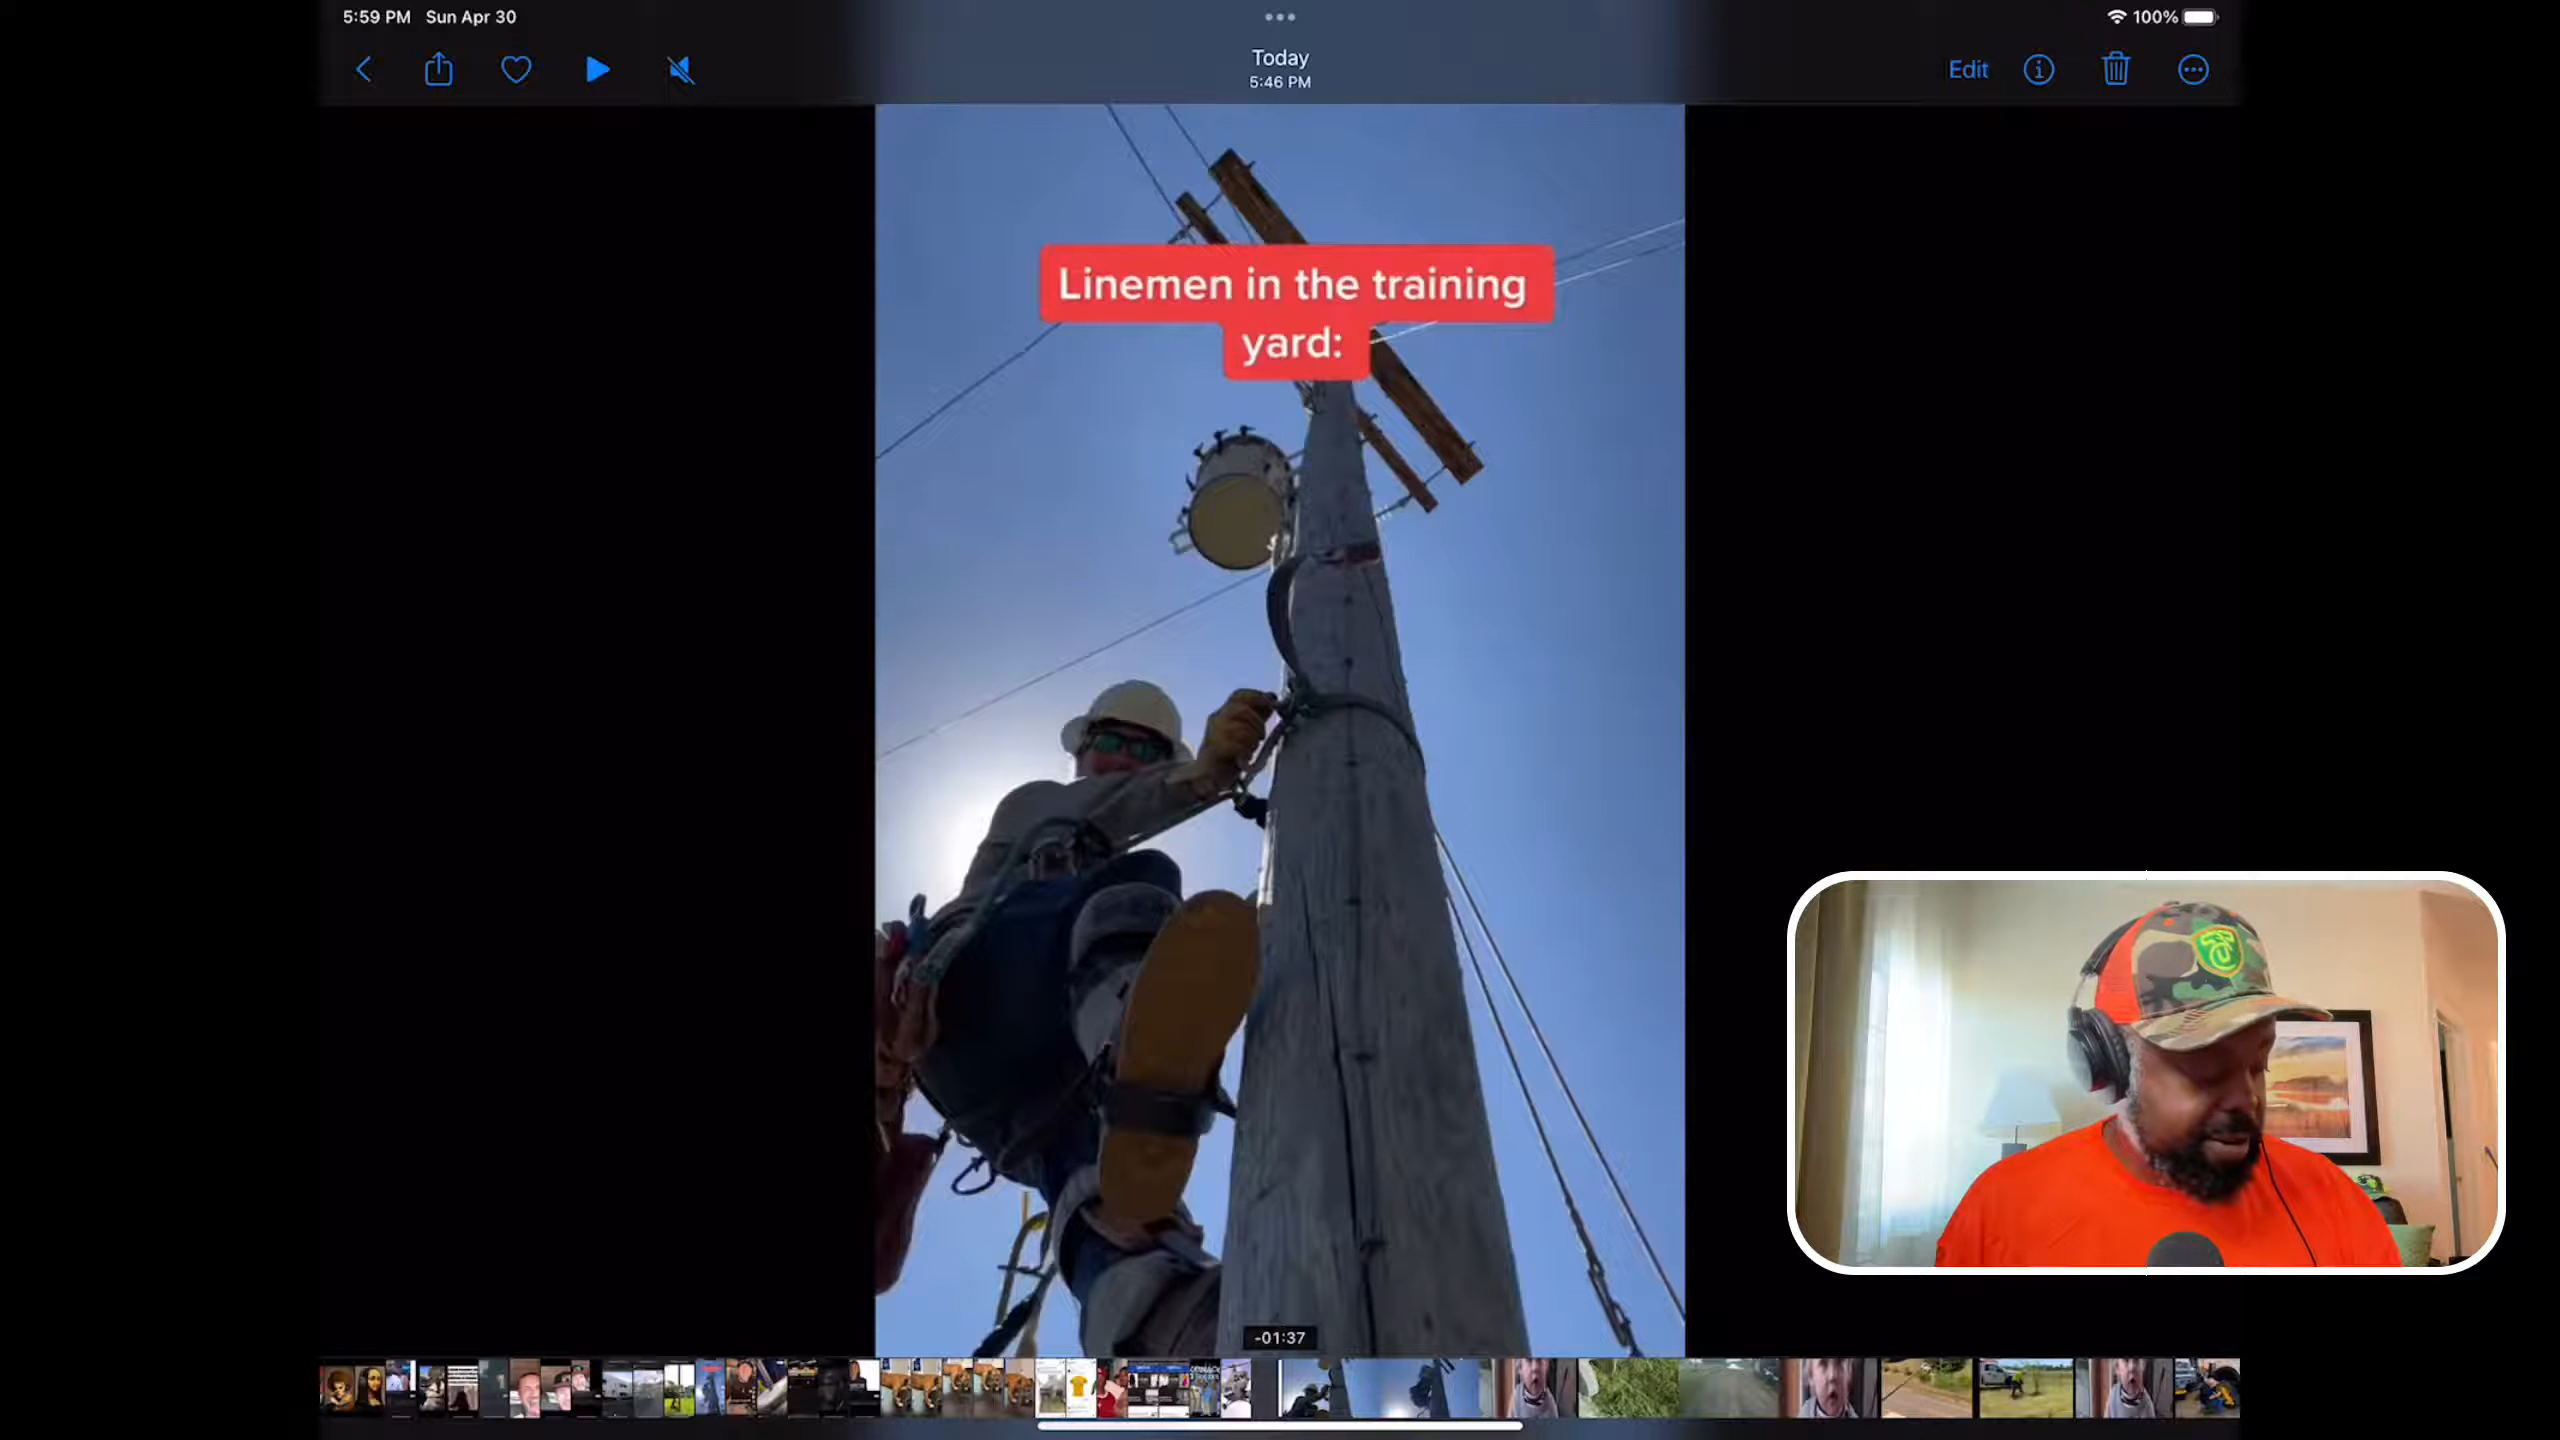 5:59 PM Sun Apr 30
100%
Today
5:46 PM
Edit
Linemen in the training
yard:
-01:37